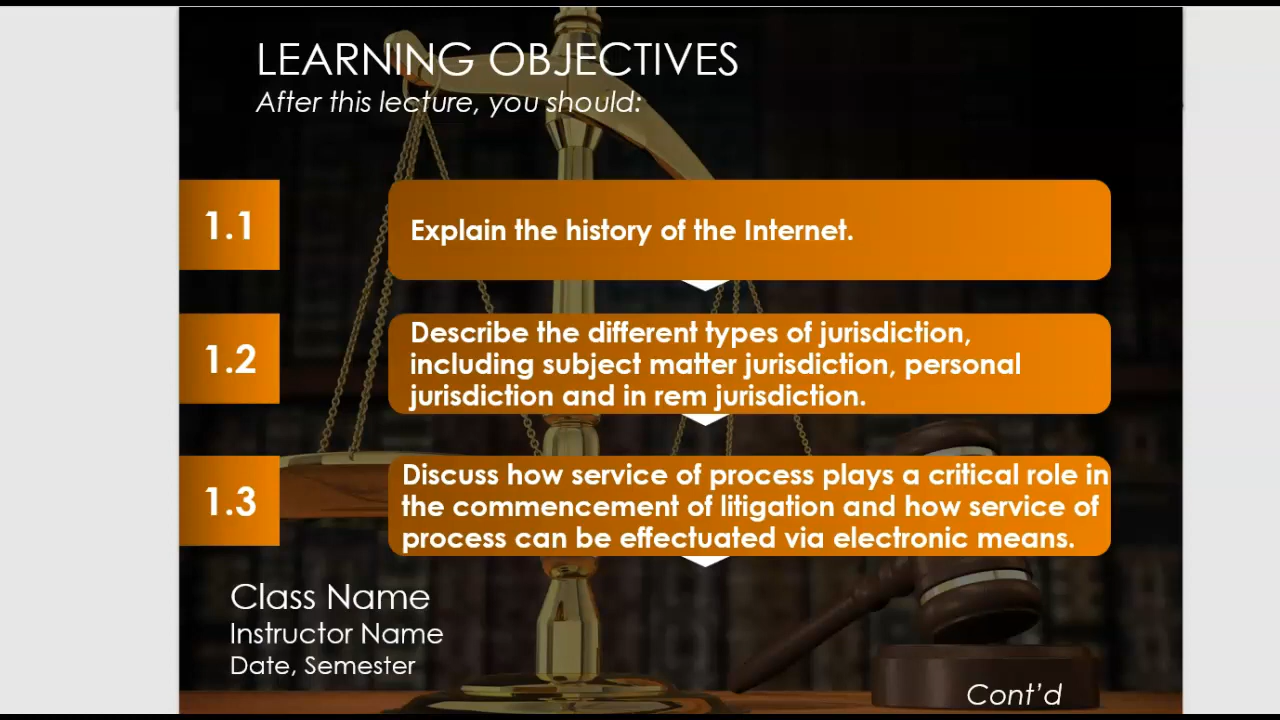 LEARNING OBJECTIVES
After this lecture, you should:
1.1
Explain the history of the Internet.
1.2
Describe the different types of jurisdiction,
including subject matter jurisdiction, personal
jurisdiction and in rem jurisdiction.
1.3
Discuss how service of process plays a critical role in
the commencement of litigation and how service of
process can be effectuated via electronic means.
Class Name
Instructor Name
Date, Semester
Cont’d